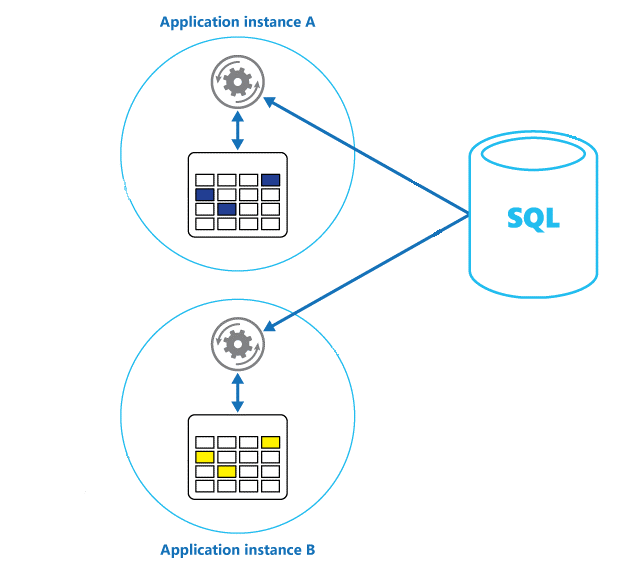 Application instance A
SQL
Application instance B